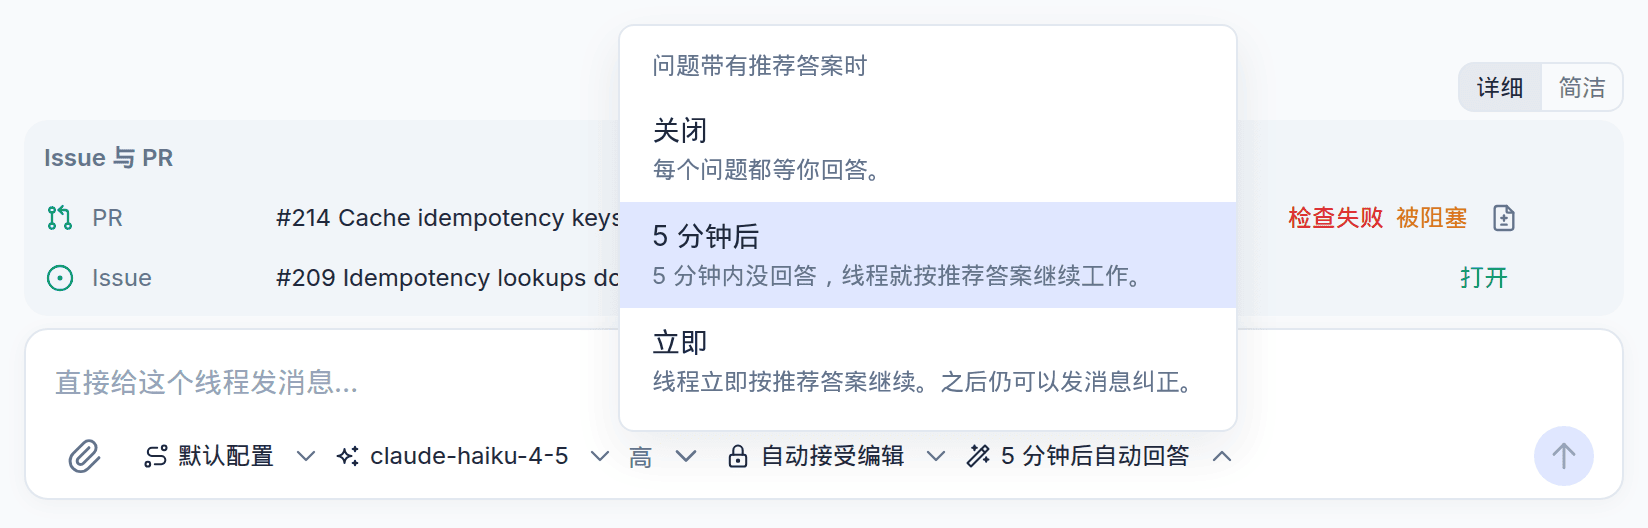 问题带有推荐答案时
关闭
每个问题都等你回答。
5 分钟后
5 分钟内没回答，线程就按推荐答案继续工作。
立即
线程立即按推荐答案继续。之后仍可以发消息纠正。
详细 简洁
Issue 与 PR
PR #214 Cache idempotency keys 检查失败 被阻塞
Issue #209 Idempotency lookups do 打开
直接给这个线程发消息...
默认配置 claude-haiku-4-5 高 自动接受编辑 5 分钟后自动回答